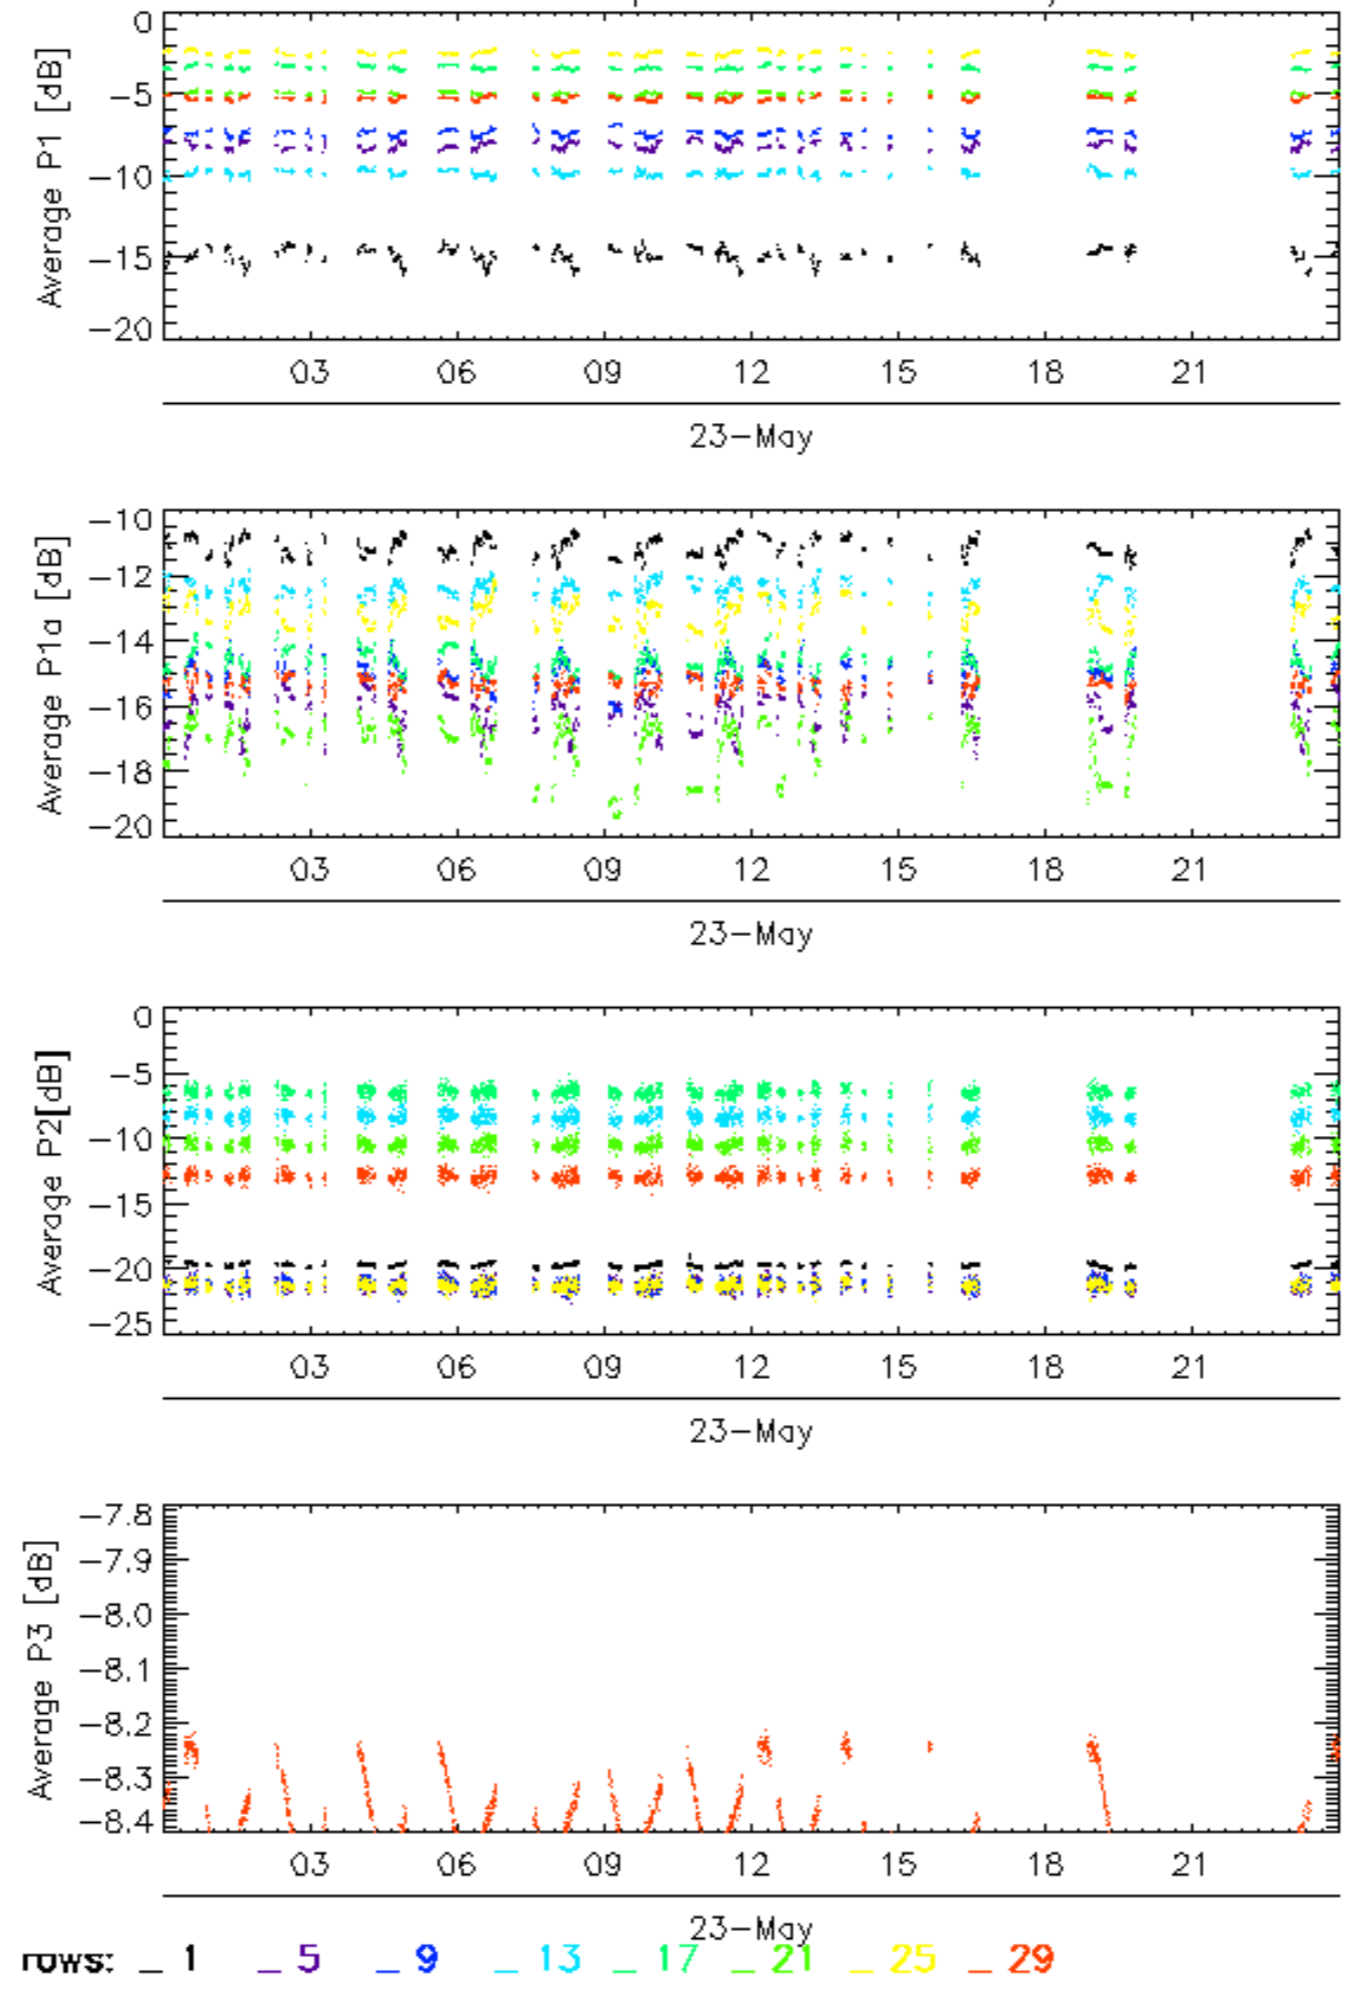 0
−5
−10
−15
−20
Average P1 [dB]
03 06 09 12 15 18 21
23−May
−10
−12
−14
−16
−18
−20
Average P1a [dB]
03 06 09 12 15 18 21
23−May
0
−5
−10
−15
−20
−25
Average P2[dB]
03 06 09 12 15 18 21
23−May
−7.8
−7.9
−8.0
−8.1
−8.2
−8.3
−8.4
Average P3 [dB]
03 06 09 12 15 18 21
23−May
rows: _ 1 _ 5 _ 9 _ 13 _ 17 _ 21 _ 25 _ 29